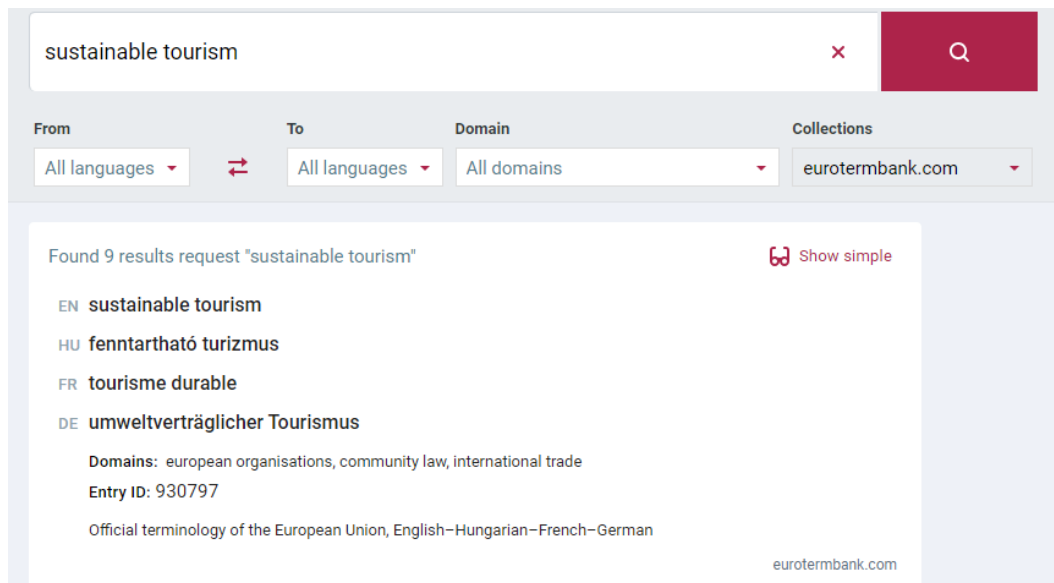 sustainable tourism
From To Domain Collections
All languages All languages All domains eurotermbank.com
Found 9 results request "sustainable tourism" Show simple
EN sustainable tourism
HU fenntartható turizmus
FR tourisme durable
DE umweltverträglicher Tourismus
Domains: european organisations, community law, international trade
Entry ID: 930797
Official terminology of the European Union, English–Hungarian–French–German
eurotermbank.com